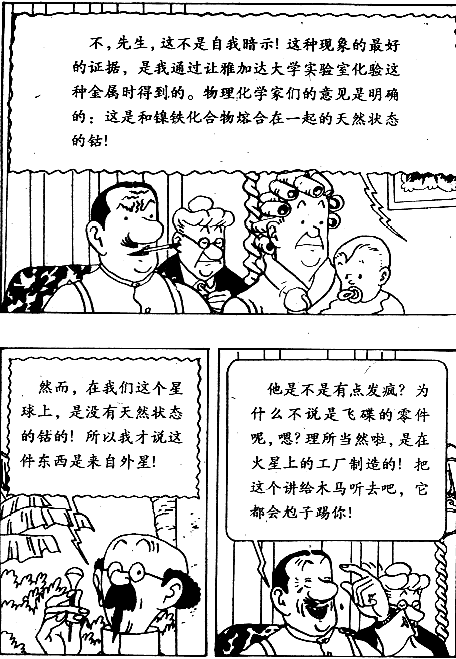 不,先生,这不是自我暗示!这种现象的最好
的证据,是我通过让雅加达大学实验室化验这
种金属时得到的。物理化学家们的意见是明确
的:这是和镍铁化合物熔合在一起的天然状态
的钴!
然而,在我们这个星
球上,是没有天然状态
的钴的!所以我才说这
件东西是来自外星!
他是不是有点发疯?为
什么不说是飞碟的零件
呢,嗯?理所当然啦,是在
火星上的工厂制造的!把
这个讲给木马听去吧,它
都会尥子踢你!